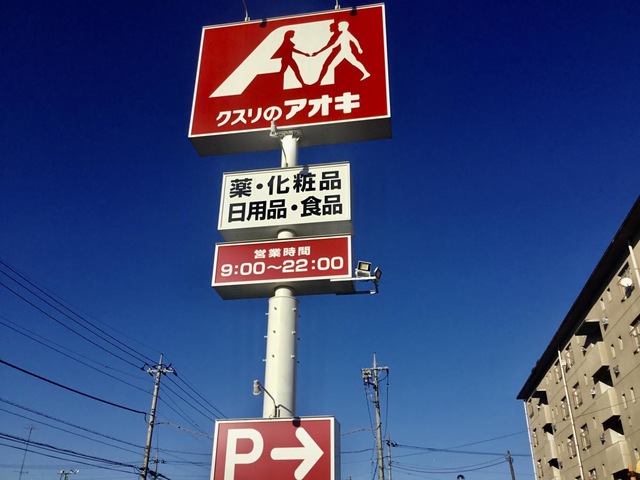 クスリのアオキ
薬・化粧品
日用品・食品
営業時間
9:00〜22:00
P→